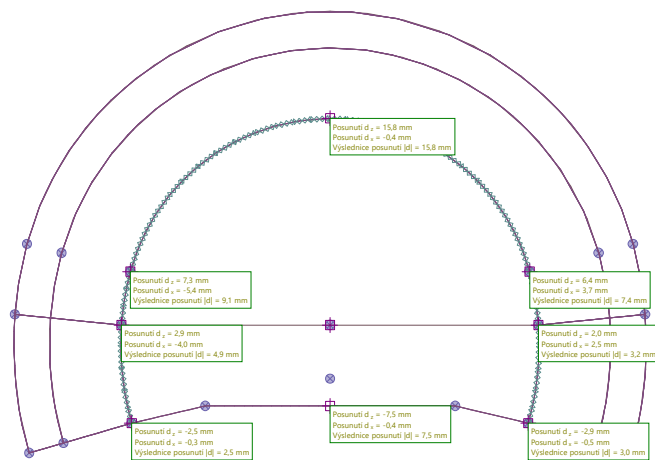 Posunutí d z = 15,8 mm
Posunutí d x = -0,4 mm
Výslednice posunutí |d| = 15,8 mm
Posunutí d z = 7,3 mm
Posunutí d x = -5,4 mm
Výslednice posunutí |d| = 9,1 mm
Posunutí d z = 6,4 mm
Posunutí d x = 3,7 mm
Výslednice posunutí |d| = 7,4 mm
Posunutí d z = 2,9 mm
Posunutí d x = -4,0 mm
Výslednice posunutí |d| = 4,9 mm
Posunutí d z = 2,0 mm
Posunutí d x = 2,5 mm
Výslednice posunutí |d| = 3,2 mm
Posunutí d z = -2,5 mm
Posunutí d x = -0,3 mm
Výslednice posunutí |d| = 2,5 mm
Posunutí d z = -7,5 mm
Posunutí d x = -0,4 mm
Výslednice posunutí |d| = 7,5 mm
Posunutí d z = -2,9 mm
Posunutí d x = -0,5 mm
Výslednice posunutí |d| = 3,0 mm